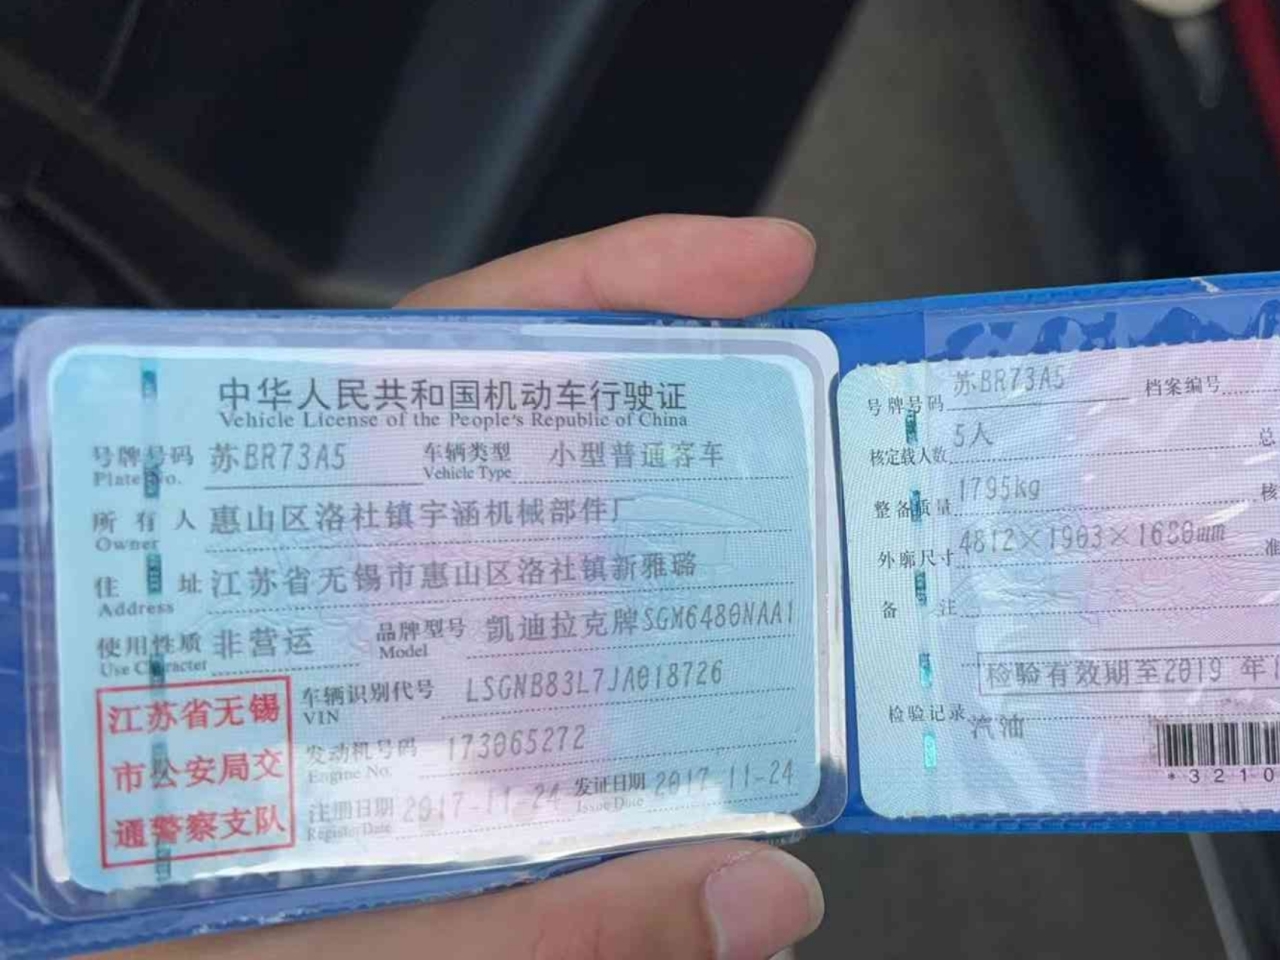 中华人民共和国机动车行驶证
Vehicle License of the People's Republic of China
号牌号码 苏BR73A5 车辆类型 小型普通客车
Plate No. Vehicle Type
所有人 惠山区洛社镇宇涵机械部件厂
Owner
住址 江苏省无锡市惠山区洛社镇新雅璐
Address
使用性质 非营运 品牌型号 凯迪拉克牌SGM6480NAA1
Use Character Model
车辆识别代号 LSGNB83L7JA018726
VIN
发动机号码 173065272
Engine No.
注册日期 2017-11-24 发证日期 2017-11-24
Register Date Issue Date
江苏省无锡
市公安局交
通警察支队
号牌号码 苏BR73A5 档案编号
核定载人数 5人 总
整备质量 1795kg 核
外廓尺寸 4812×1903×1680mm 准
备注
检验有效期至2019 年
检验记录
汽油
*3210